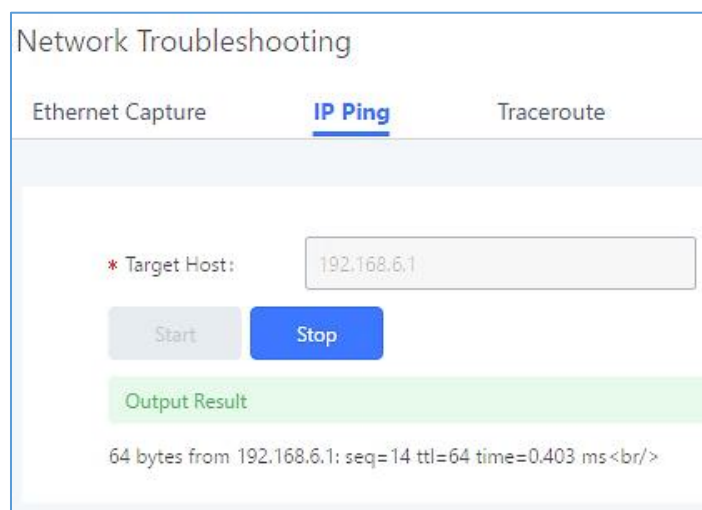 Network Troubleshooting
Ethernet Capture IP Ping Traceroute
* Target Host: 192.168.6.1
Start Stop
Output Result
64 bytes from 192.168.6.1: seq=14 ttl=64 time=0.403 ms<br/>